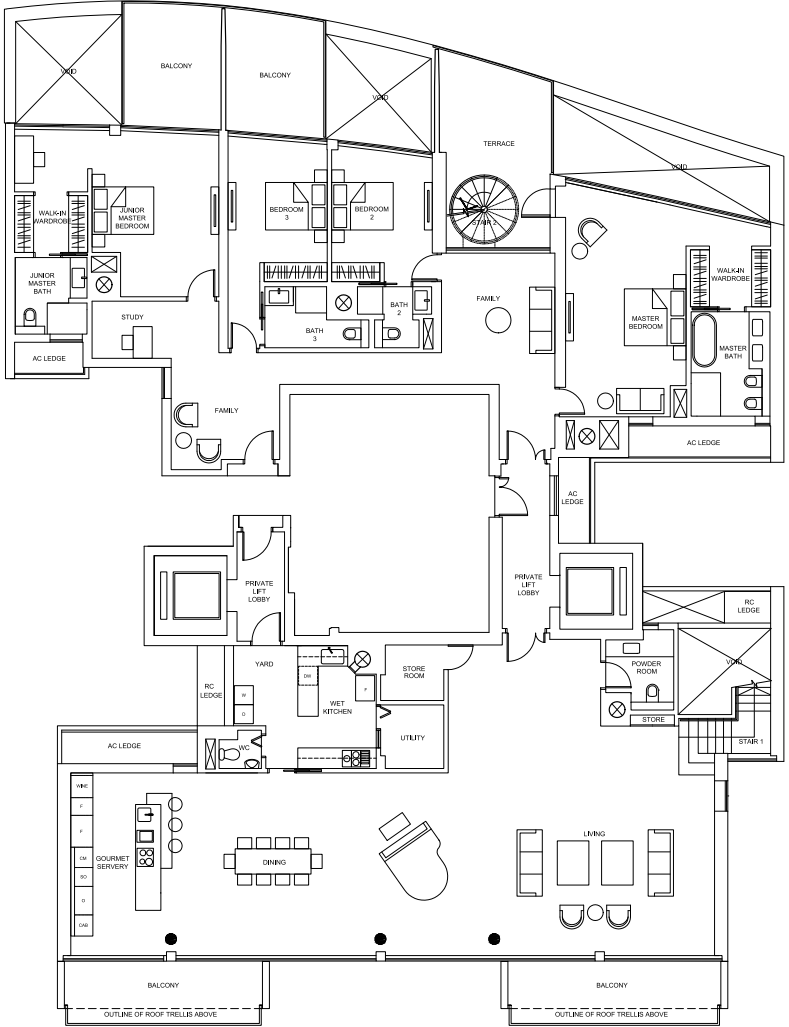 VOID
BALCONY
BALCONY
VOID
TERRACE
VOID
WALK-IN
WARDROBE
JUNIOR
MASTER
BEDROOM
BEDROOM
3
BEDROOM
2
STAIR 2
JUNIOR
MASTER
BATH
STUDY
BATH
3
BATH
2
FAMILY
MASTER
BEDROOM
WALK-IN
WARDROBE
MASTER
BATH
AC LEDGE
FAMILY
AC LEDGE
AC
LEDGE
PRIVATE
LIFT
LOBBY
PRIVATE
LIFT
LOBBY
RC
LEDGE
YARD
RC
LEDGE
W
D
DW
WET
KITCHEN
F
STORE
ROOM
UTILITY
POWDER
ROOM
STORE
VOID
STAIR 1
AC LEDGE
WC
WINE
F
F
CM
SO
O
CAB
GOURMET
SERVERY
DINING
LIVING
BALCONY
OUTLINE OF ROOF TRELLIS ABOVE
BALCONY
OUTLINE OF ROOF TRELLIS ABOVE